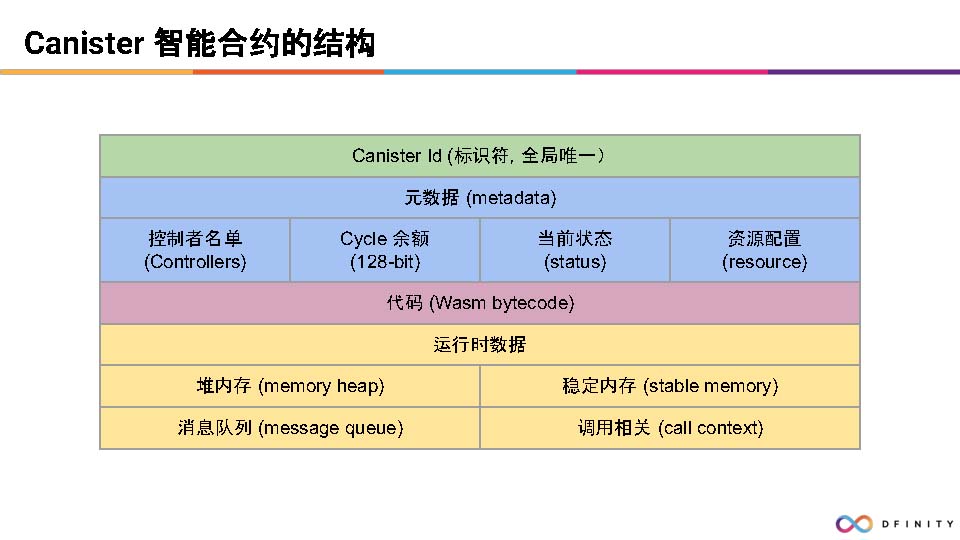 Canister 智能合约的结构
Canister Id (标识符, 全局唯一）
元数据 (metadata)
控制者名单
(Controllers)
Cycle 余额
(128-bit)
当前状态
(status)
资源配置
(resource)
代码 (Wasm bytecode)
运行时数据
堆内存 (memory heap)
稳定内存 (stable memory)
消息队列 (message queue)
调用相关 (call context)
DFINITY